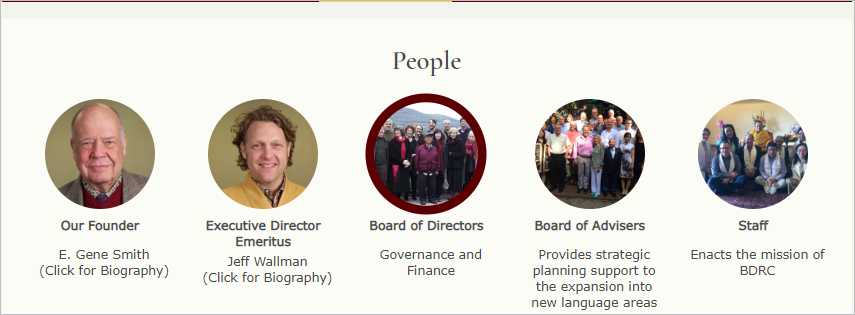 People
Our Founder
E. Gene Smith
(Click for Biography)
Executive Director
Emeritus
Jeff Wallman
(Click for Biography)
Board of Directors
Governance and
Finance
Board of Advisers
Provides strategic
planning support to
the expansion into
new language areas
Staff
Enacts the mission of
BDRC